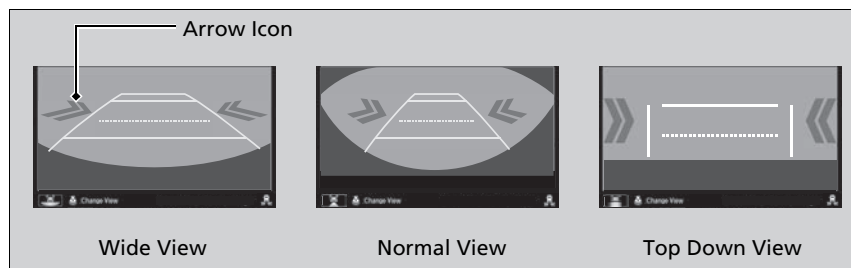 Arrow Icon
Change View
Change View
Change View
Wide View
Normal View
Top Down View